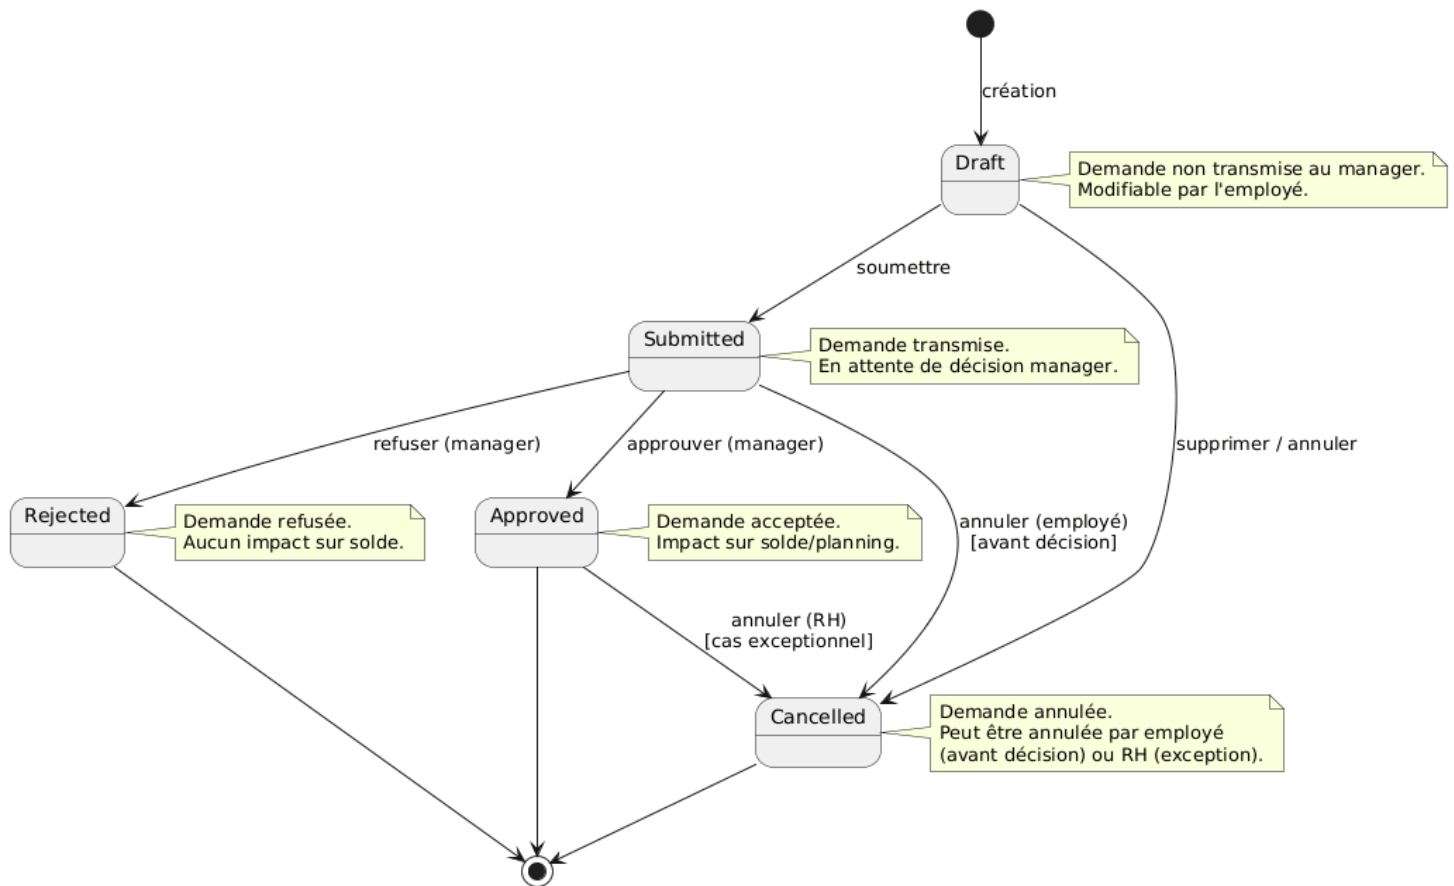 création
Draft
Demande non transmise au manager.
Modifiable par l'employé.
soumettre
Submitted
Demande transmise.
En attente de décision manager.
refuser (manager)
approuver (manager)
supprimer / annuler
Rejected
Demande refusée.
Aucun impact sur solde.
Approved
Demande acceptée.
Impact sur solde/planning.
annuler (employé)
[avant décision]
annuler (RH)
[cas exceptionnel]
Cancelled
Demande annulée.
Peut être annulée par employé
(avant décision) ou RH (exception).